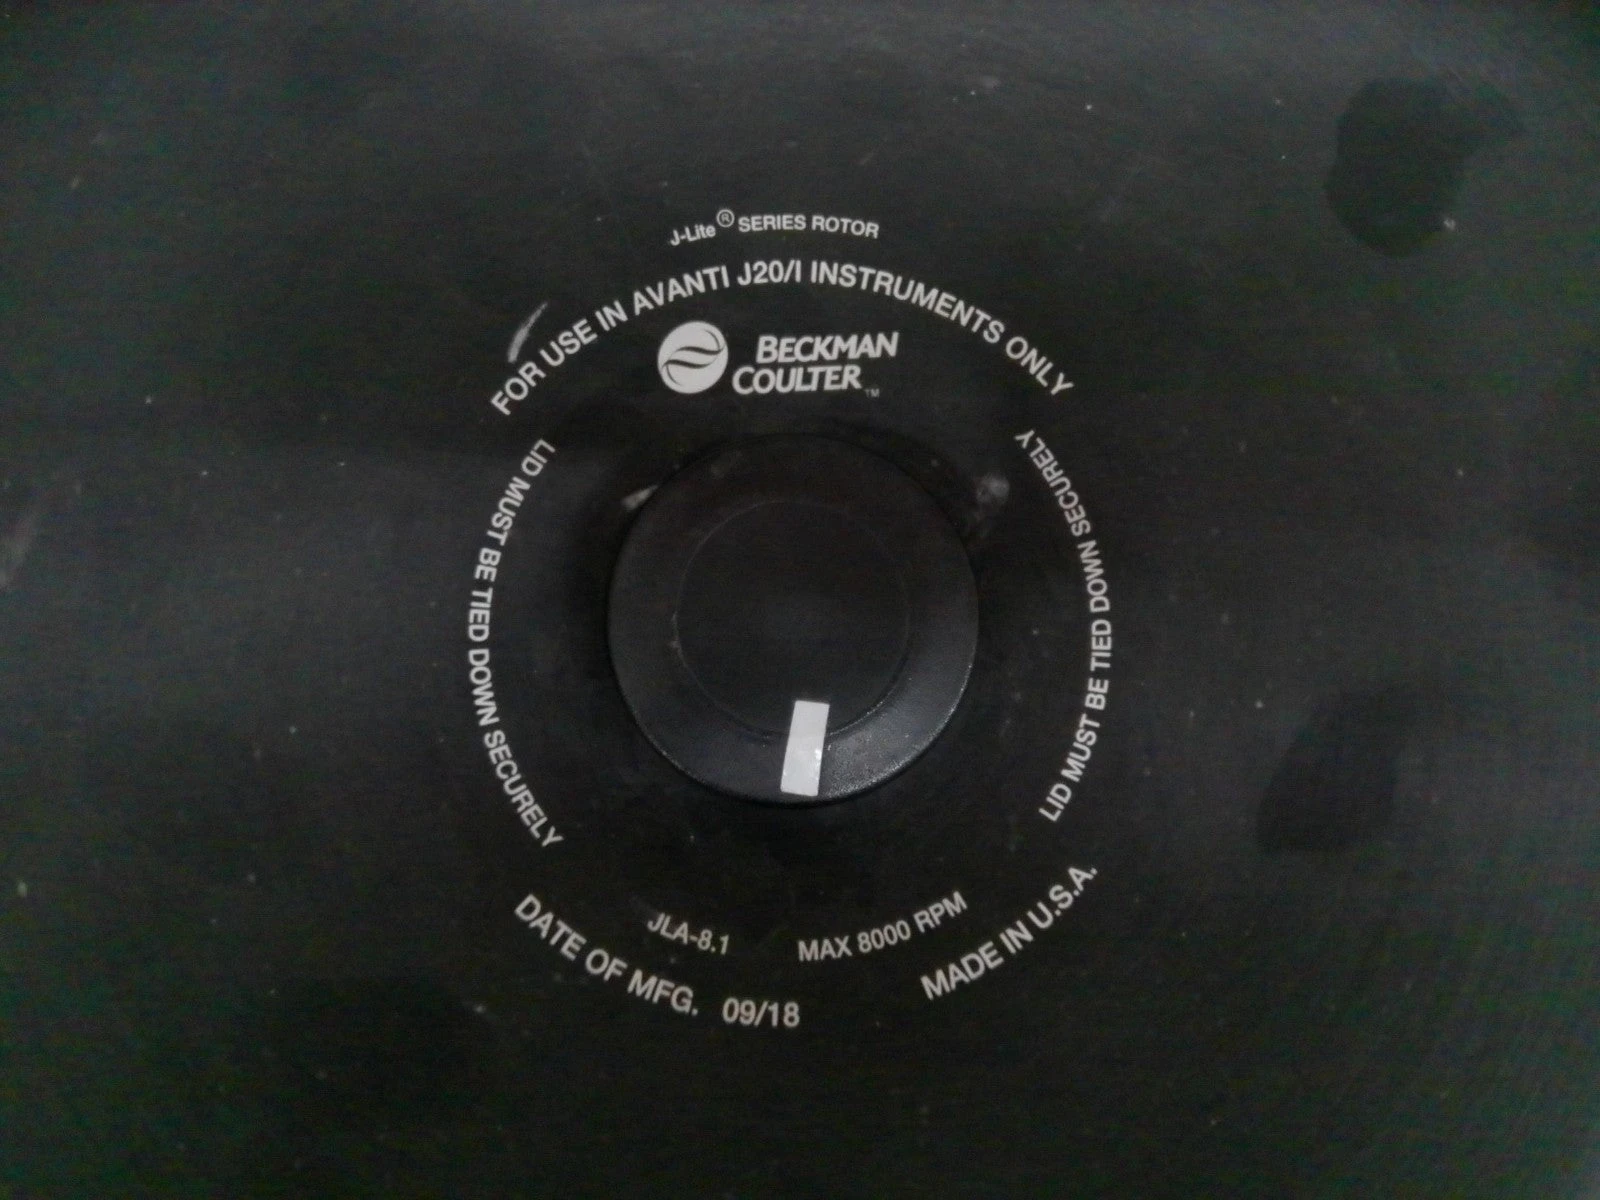 J-Lite® SERIES ROTOR
FOR USE IN AVANTI J20/I INSTRUMENTS ONLY
BECKMAN
COULTER™
LID MUST BE TIED DOWN SECURELY
LID MUST BE TIED DOWN SECURELY
JLA-8.1 MAX 8000 RPM
DATE OF MFG. 09/18 MADE IN U.S.A.